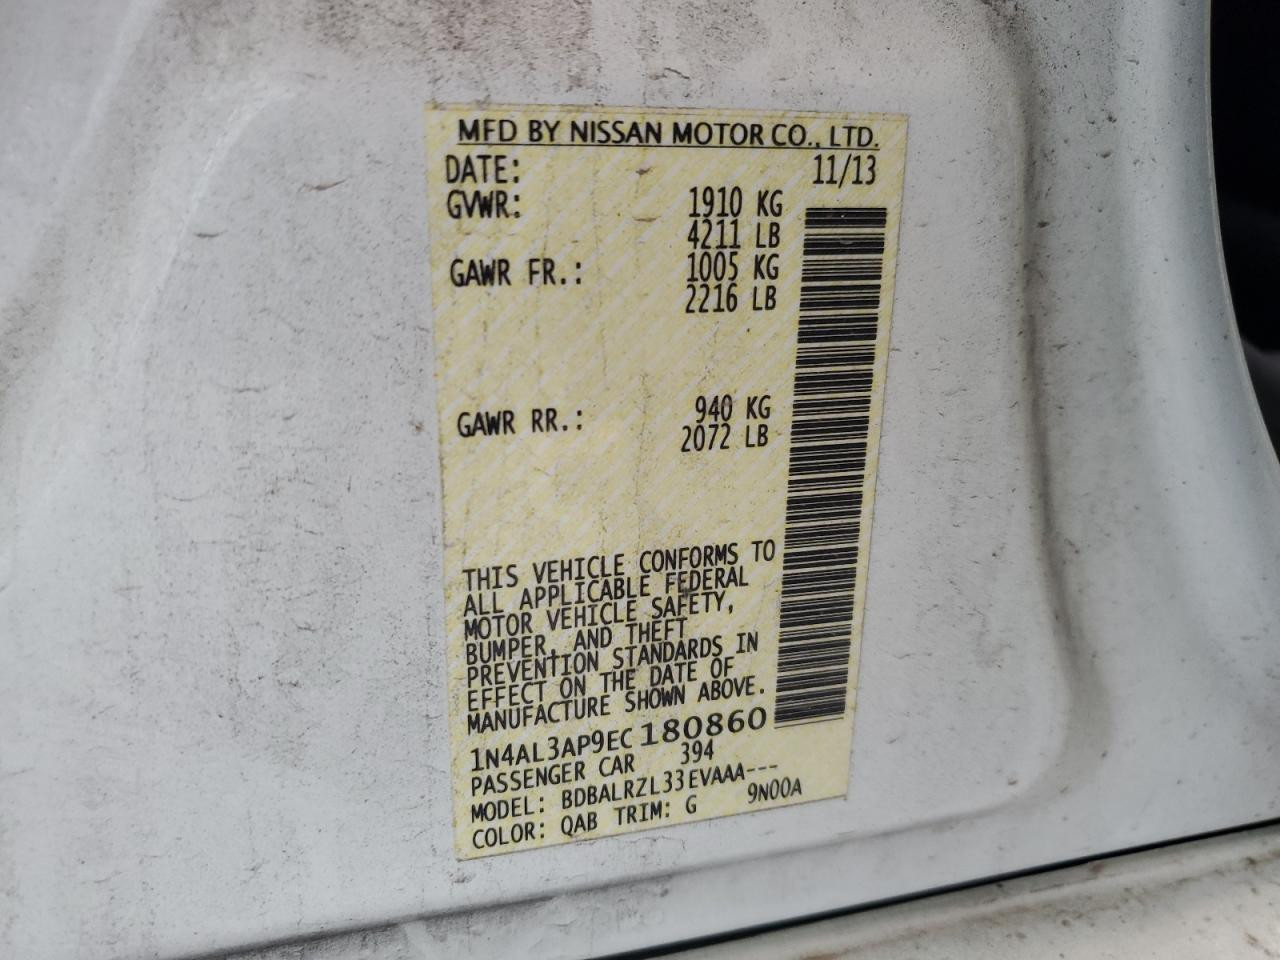 MFD BY NISSAN MOTOR CO., LTD.
DATE: 11/13
GVWR: 1910 KG
4211 LB
GAWR FR.: 1005 KG
2216 LB
GAWR RR.: 940 KG
2072 LB
THIS VEHICLE CONFORMS TO
ALL APPLICABLE FEDERAL
MOTOR VEHICLE SAFETY,
BUMPER, AND THEFT
PREVENTION STANDARDS IN
EFFECT ON THE DATE OF
MANUFACTURE SHOWN ABOVE.
1N4AL3AP9EC180860
PASSENGER CAR 394
MODEL: BDBALRZL33EVAAA---
COLOR: QAB TRIM: G 9N00A